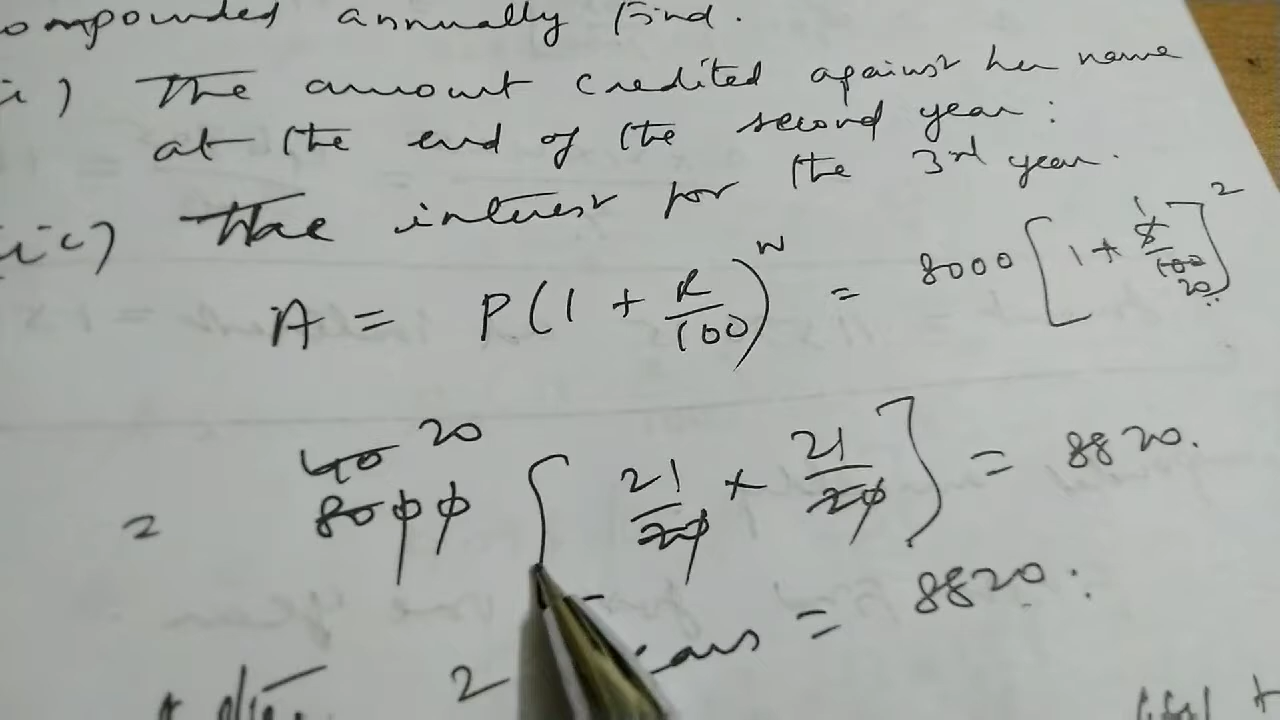 ompounded annually find.
i) The amount credited against her name
at the end of the second year:
ii) The interest for the 3rd year.
A = P(1 + R/100)^N = 8000 [1 + 5/100]^2
= 8000 [21/20 × 21/20] = 8820.
2 = 8820.